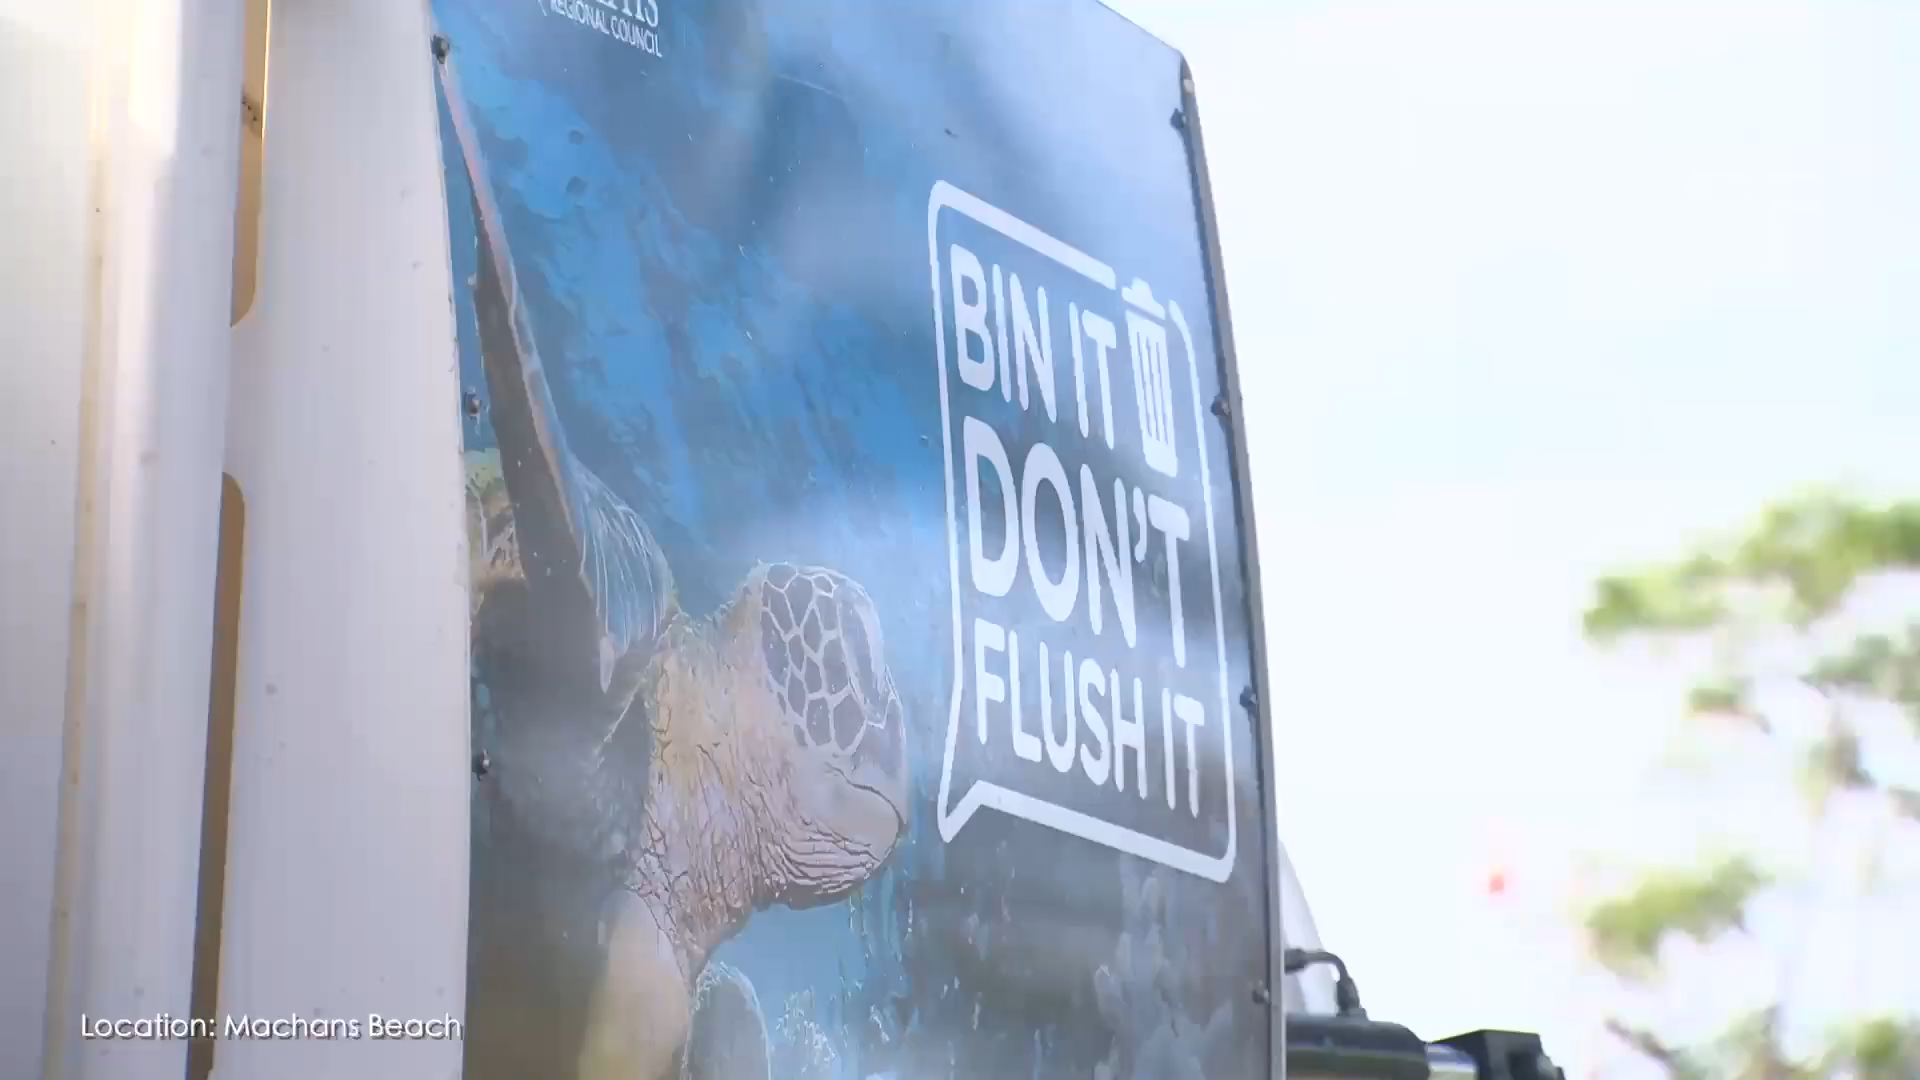 REGIONAL COUNCIL
BIN IT
DON'T
FLUSH IT
Location: Machans Beach